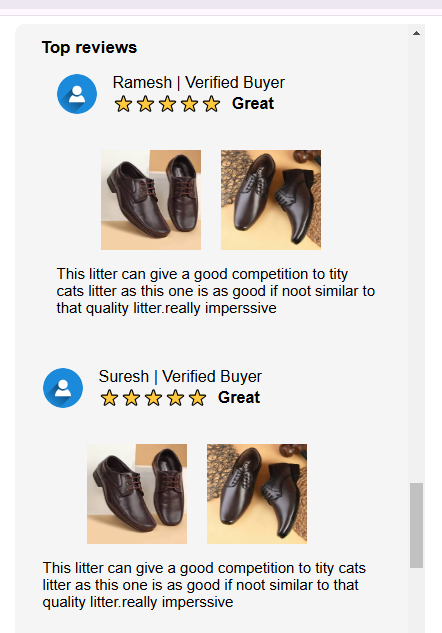 Top reviews
Ramesh | Verified Buyer
Great
This litter can give a good competition to tity
cats litter as this one is as good if noot similar to
that quality litter.really imperssive
Suresh | Verified Buyer
Great
This litter can give a good competition to tity cats
litter as this one is as good if noot similar to that
quality litter.really imperssive